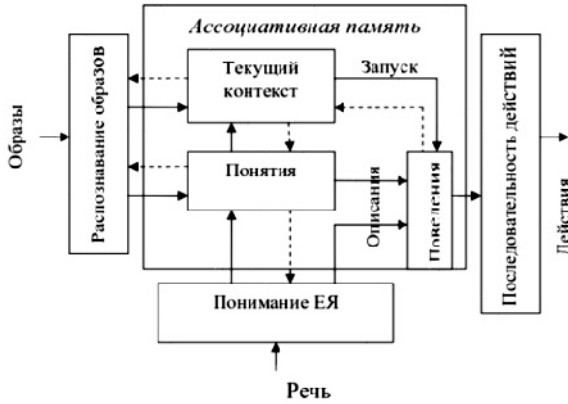 Ассоциативная память
Образы
Распознавание образов
Текущий
контекст
Запуск
Понятия
Описания
Поведения
Последовательность действий
Действия
Понимание ЕЯ
Речь